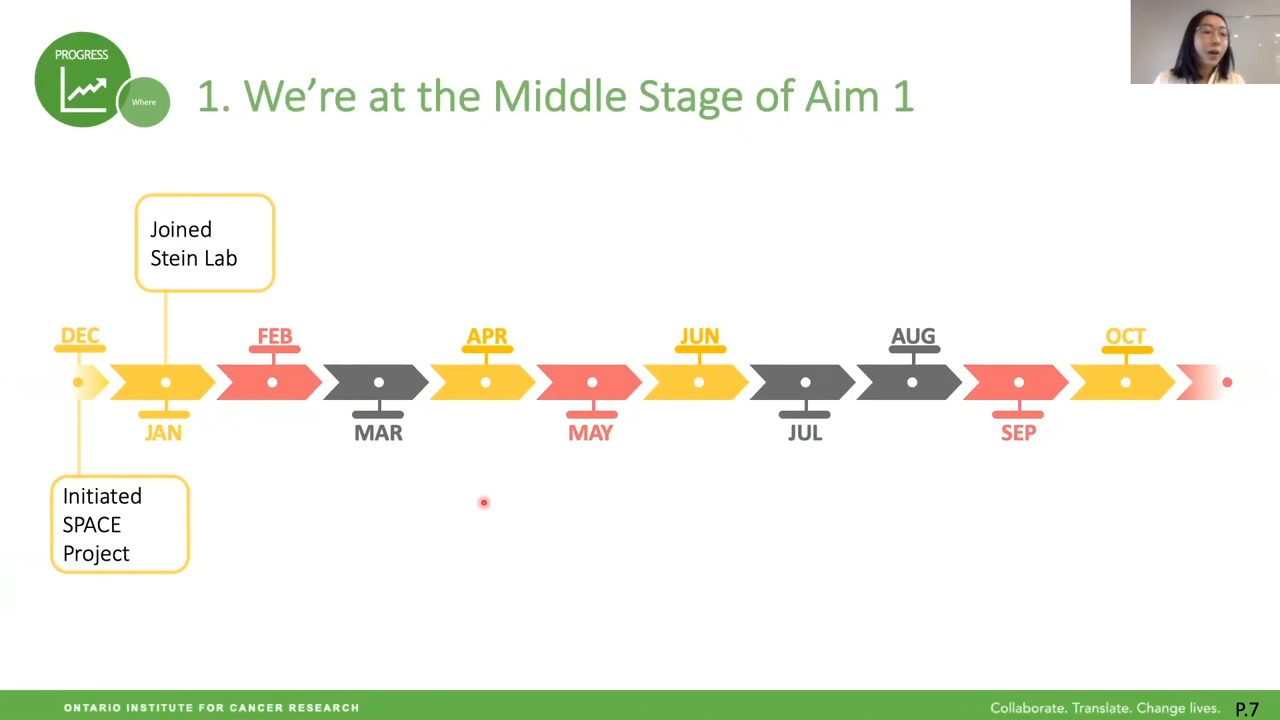 PROGRESS
Where
1. We're at the Middle Stage of Aim 1
Joined
Stein Lab
DEC
FEB
APR
JUN
AUG
OCT
JAN
MAR
MAY
JUL
SEP
Initiated
SPACE
Project
ONTARIO INSTITUTE FOR CANCER RESEARCH
Collaborate. Translate. Change lives.
P.7